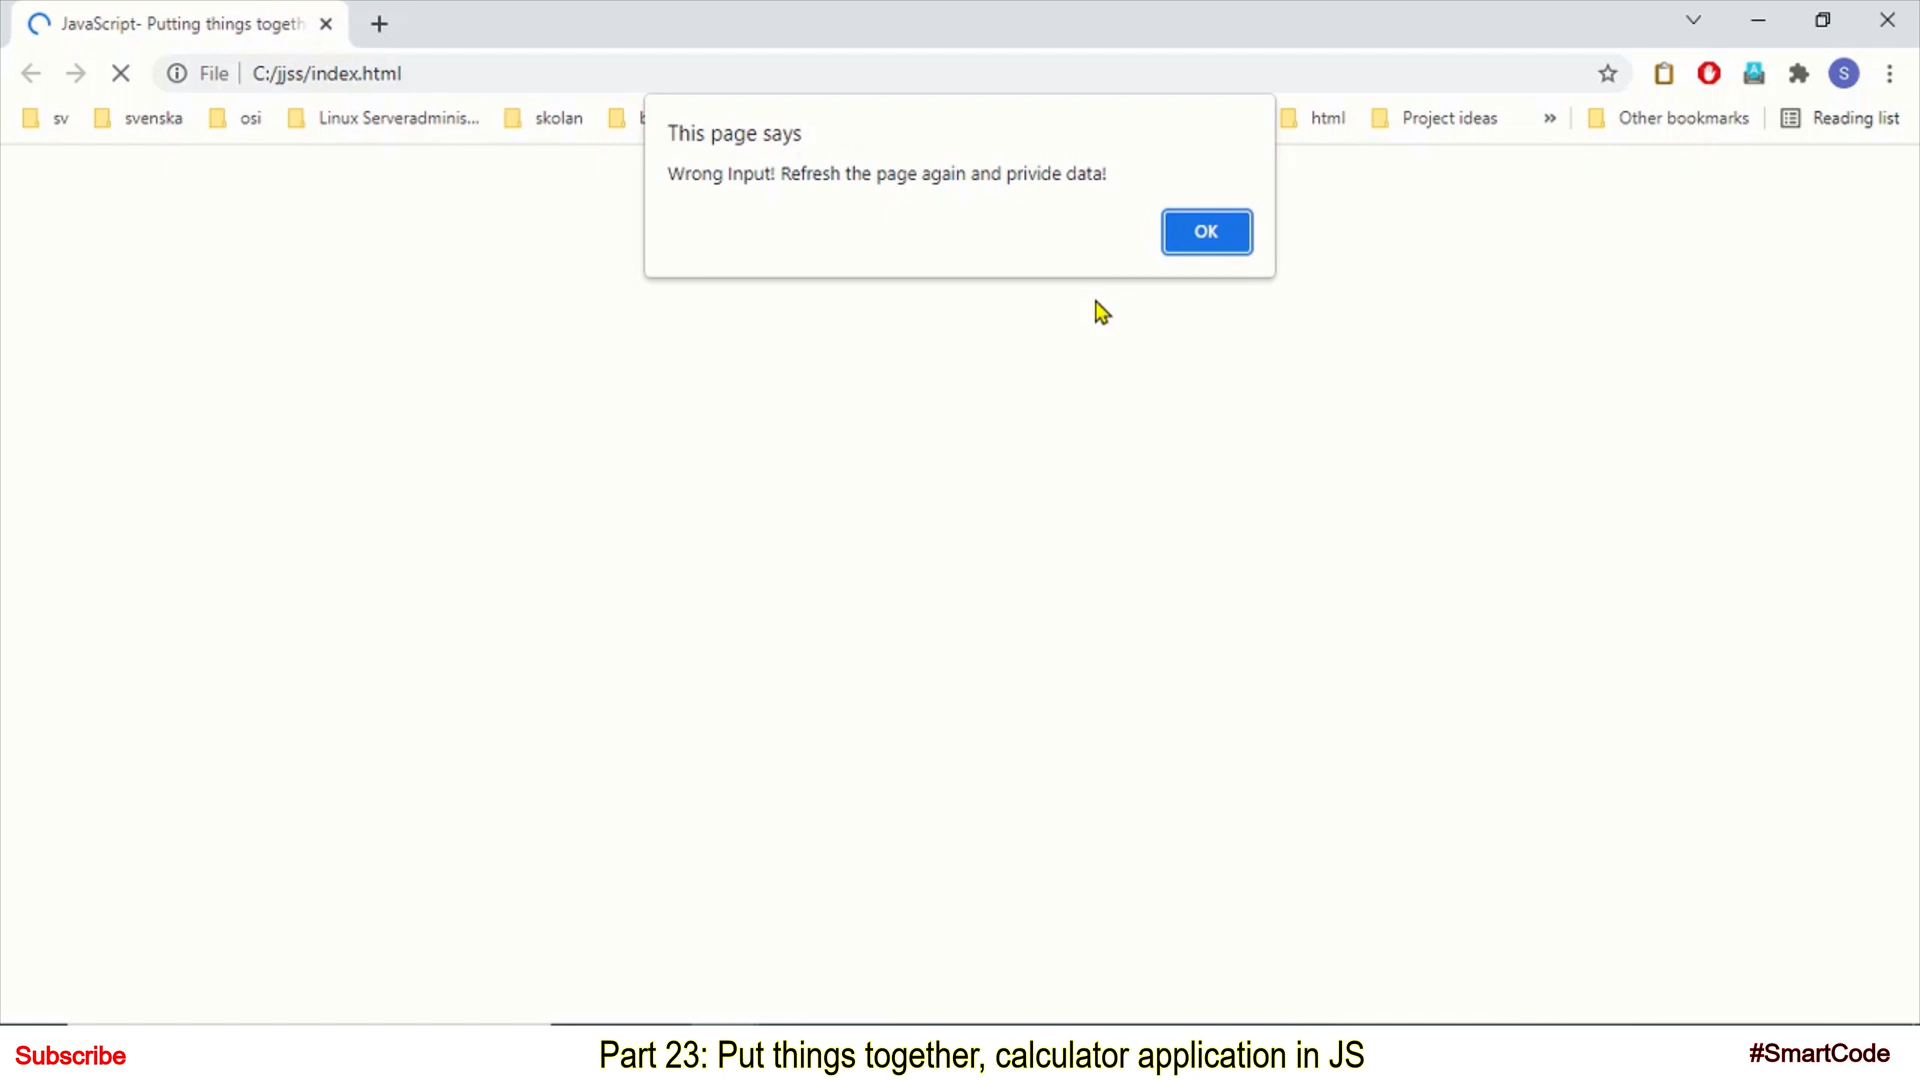 JavaScript- Putting things togeth
File C:/jjss/index.html
sv svenska osi Linux Serveradminis... skolan b html Project ideas » Other bookmarks Reading list
A
S
This page says
Wrong Input! Refresh the page again and privide data!
OK
Subscribe
Part 23: Put things together, calculator application in JS
#SmartCode